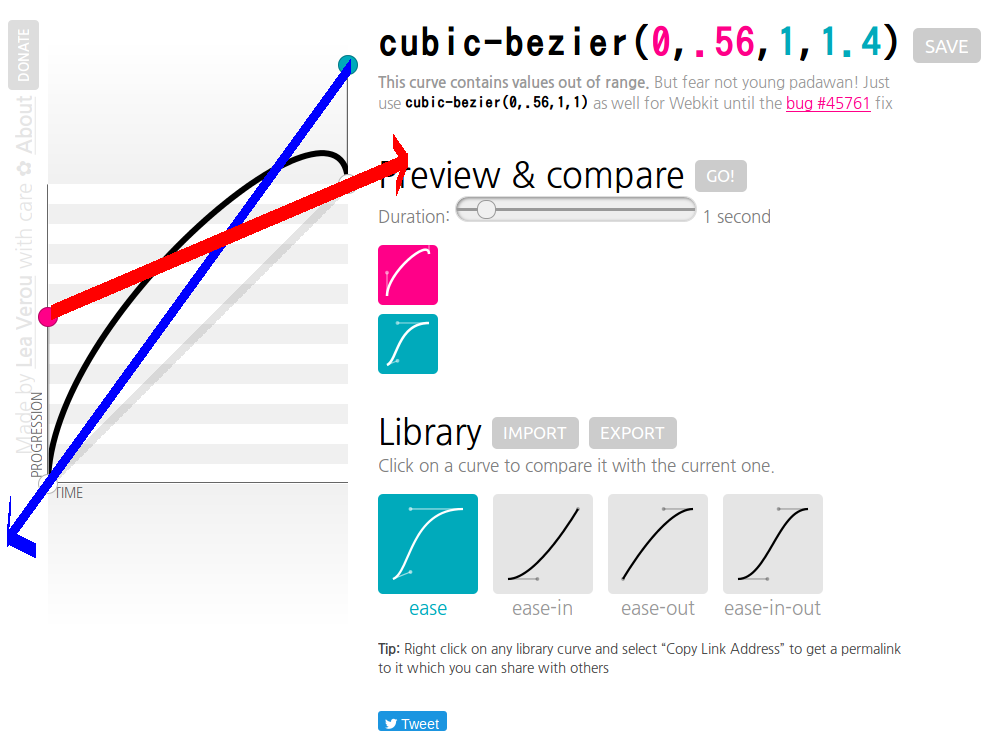 DONATE
Made by Lea Verou with care ✿ About
cubic-bezier(0,.56,1,1.4)
SAVE
This curve contains values out of range. But fear not young padawan! Just
use cubic-bezier(0,.56,1,1) as well for Webkit until the bug #45761 fix
Preview & compare
GO!
Duration:
1 second
PROGRESSION
TIME
Library
IMPORT
EXPORT
Click on a curve to compare it with the current one.
ease
ease-in
ease-out
ease-in-out
Tip: Right click on any library curve and select “Copy Link Address” to get a permalink
to it which you can share with others
Tweet